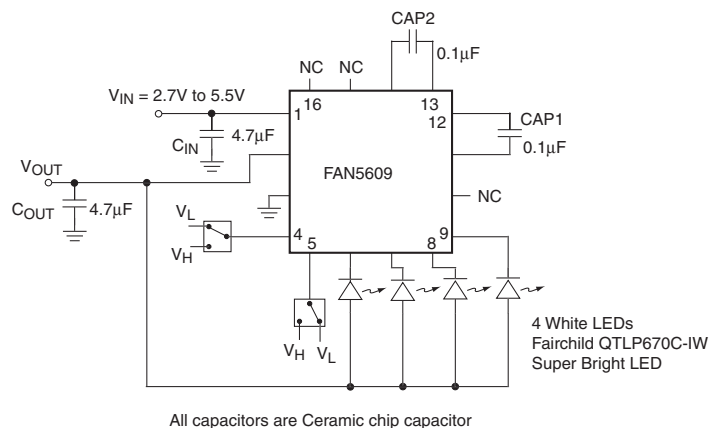 CAP2
0.1μF
NC NC
VIN = 2.7V to 5.5V
16 13
1 12
CAP1
4.7μF
CIN
0.1μF
VOUT
FAN5609
COUT
4.7μF
NC
VL
VH
4 9
5 8
VH VL
4 White LEDs
Fairchild QTLP670C-IW
Super Bright LED
All capacitors are Ceramic chip capacitor